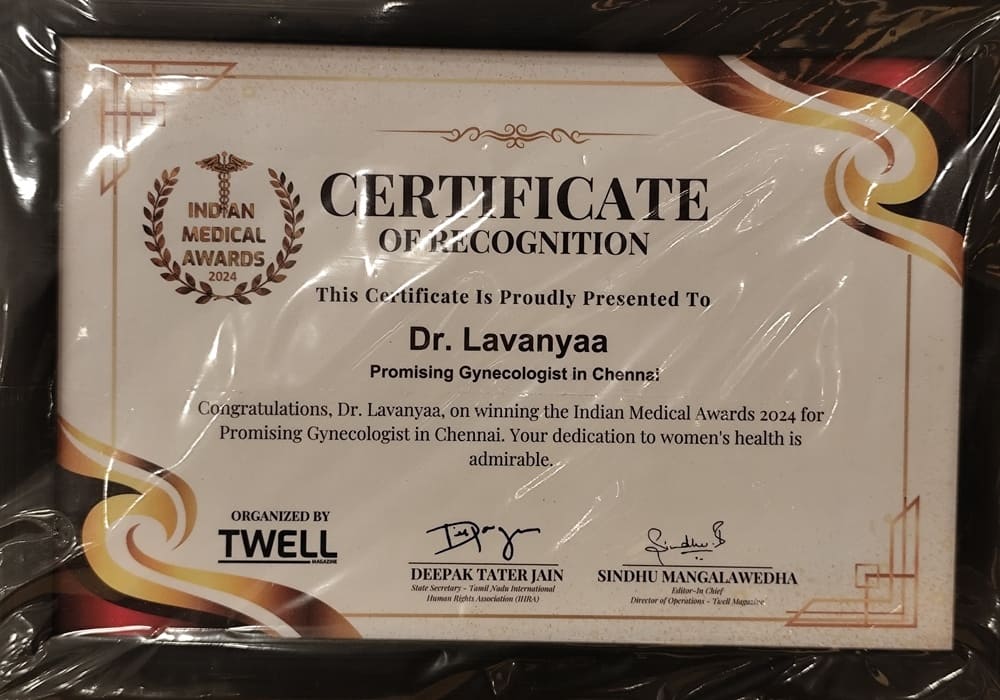 INDIAN
MEDICAL
AWARDS
2024
CERTIFICATE
OF RECOGNITION
This Certificate Is Proudly Presented To
Dr. Lavanyaa
Promising Gynecologist in Chennai
Congratulations, Dr. Lavanyaa, on winning the Indian Medical Awards 2024 for
Promising Gynecologist in Chennai. Your dedication to women's health is
admirable.
ORGANIZED BY
TWELL
MAGAZINE
DEEPAK TATER JAIN
State Secretary - Tamil Nadu International
Human Rights Association (IHRA)
Sindhu.S
SINDHU MANGALAWEDHA
Editor-In Chief
Director of Operations - Twell Magazine